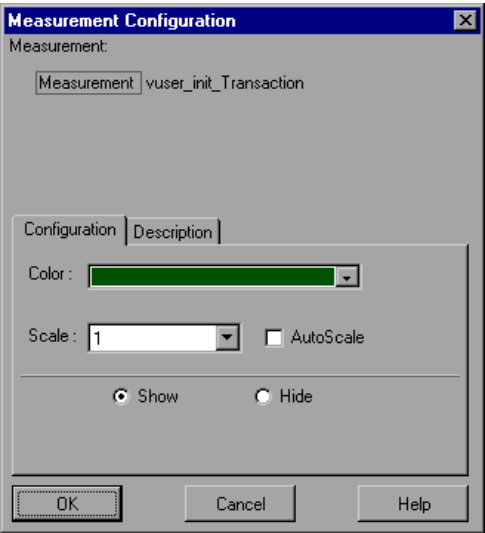 Measurement Configuration
Measurement:
Measurement vuser_init_Transaction
Configuration Description
Color :
Scale : 1 AutoScale
Show Hide
OK Cancel Help